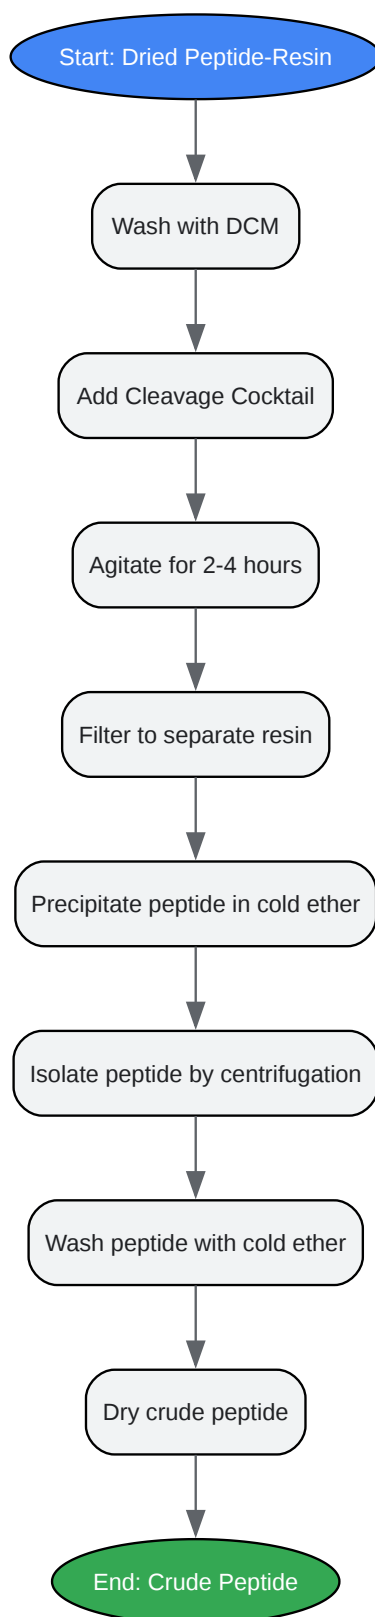 Start: Dried Peptide-Resin
Wash with DCM
Add Cleavage Cocktail
Agitate for 2-4 hours
Filter to separate resin
Precipitate peptide in cold ether
Isolate peptide by centrifugation
Wash peptide with cold ether
Dry crude peptide
End: Crude Peptide